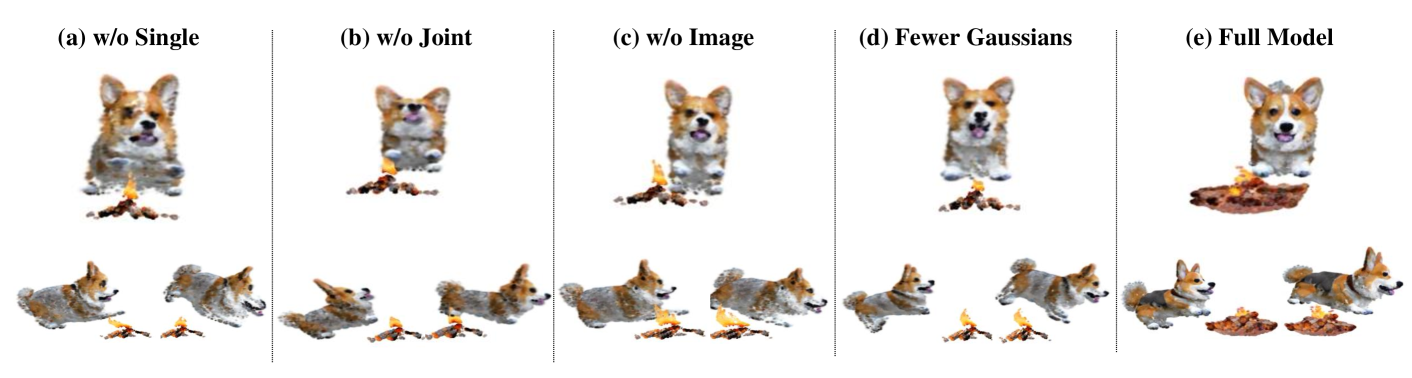 (a) w/o Single
(b) w/o Joint
(c) w/o Image
(d) Fewer Gaussians
(e) Full Model